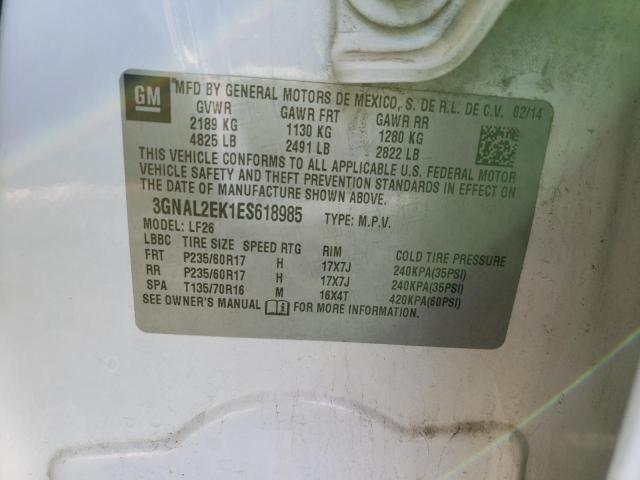 GM
MFD BY GENERAL MOTORS DE MEXICO, S. DE R.L. DE C.V. 02/14
GVWR GAWR FRT GAWR RR
2189 KG 1130 KG 1280 KG
4825 LB 2491 LB 2822 LB
THIS VEHICLE CONFORMS TO ALL APPLICABLE U.S. FEDERAL MOTOR
VEHICLE SAFETY AND THEFT PREVENTION STANDARDS IN EFFECT ON
THE DATE OF MANUFACTURE SHOWN ABOVE.
3GNAL2EK1ES618985 TYPE: M.P.V.
MODEL: LF26
LBBC TIRE SIZE SPEED RTG RIM COLD TIRE PRESSURE
FRT P235/60R17 H 17X7J 240KPA(35PSI)
RR P235/60R17 H 17X7J 240KPA(35PSI)
SPA T135/70R16 M 16X4T 420KPA(60PSI)
SEE OWNER'S MANUAL FOR MORE INFORMATION.